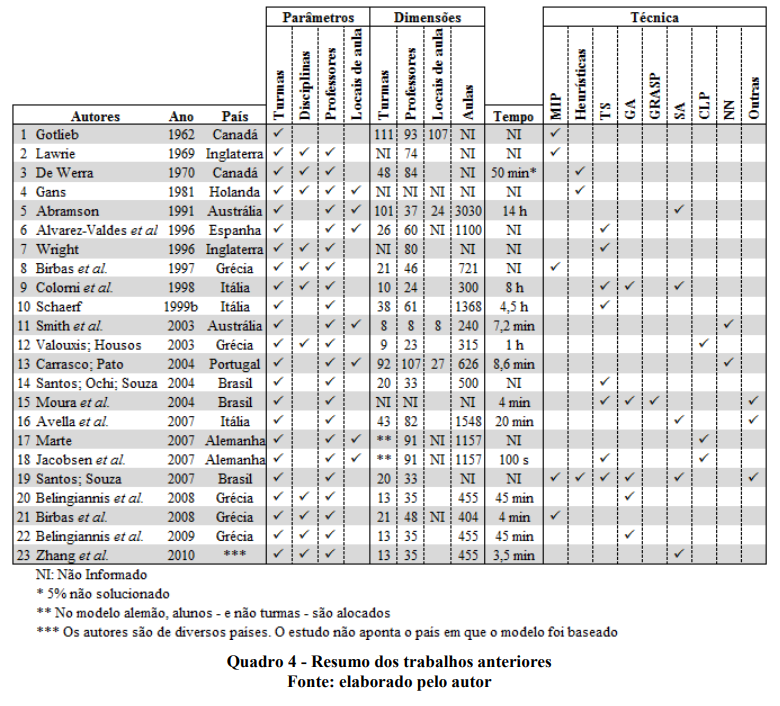 Parâmetros Dimensões Técnica
Autores Ano País Turmas Disciplinas Professores Locais de aula Turmas Professores Locais de aula Aulas Tempo MIP Heurísticas TS GA GRASP SA CLP NN Outras
1 Gotlieb 1962 Canadá ✓ 111 93 107 NI NI ✓
2 Lawrie 1969 Inglaterra ✓ ✓ ✓ NI 74 NI NI ✓
3 De Werra 1970 Canadá ✓ ✓ ✓ 48 84 NI 50 min* ✓
4 Gans 1981 Holanda ✓ ✓ ✓ ✓ NI NI NI NI NI ✓
5 Abramson 1991 Austrália ✓ ✓ ✓ 101 37 24 3030 14 h ✓
6 Alvarez-Valdes et al 1996 Espanha ✓ ✓ ✓ 26 60 NI 1100 NI ✓
7 Wright 1996 Inglaterra ✓ ✓ ✓ NI 80 NI NI ✓
8 Birbas et al. 1997 Grécia ✓ ✓ ✓ 21 46 721 NI ✓
9 Colorni et al. 1998 Itália ✓ ✓ ✓ 10 24 300 8 h ✓ ✓ ✓
10 Schaerf 1999b Itália ✓ ✓ 38 61 1368 4,5 h ✓
11 Smith et al. 2003 Austrália ✓ ✓ ✓ 8 8 8 240 7,2 min ✓
12 Valouxis; Housos 2003 Grécia ✓ ✓ ✓ 9 23 315 1 h ✓
13 Carrasco; Pato 2004 Portugal ✓ ✓ ✓ 92 107 27 626 8,6 min ✓
14 Santos; Ochi; Souza 2004 Brasil ✓ ✓ 20 33 500 NI ✓
15 Moura et al. 2004 Brasil ✓ ✓ NI NI NI 4 min ✓ ✓ ✓ ✓
16 Avella et al. 2007 Itália ✓ ✓ 43 82 1548 20 min ✓ ✓
17 Marte 2007 Alemanha ✓ ✓ ✓ ** 91 NI 1157 NI ✓
18 Jacobsen et al. 2007 Alemanha ✓ ✓ ✓ ** 91 NI 1157 100 s ✓ ✓
19 Santos; Souza 2007 Brasil ✓ ✓ 20 33 NI NI ✓ ✓ ✓ ✓ ✓ ✓
20 Belingiannis et al. 2008 Grécia ✓ ✓ ✓ 13 35 455 45 min ✓
21 Birbas et al. 2008 Grécia ✓ ✓ ✓ 21 48 NI 404 4 min ✓
22 Belingiannis et al. 2009 Grécia ✓ ✓ ✓ 13 35 455 45 min ✓
23 Zhang et al. 2010 *** ✓ ✓ ✓ 13 35 455 3,5 min ✓
NI: Não Informado
* 5% não solucionado
** No modelo alemão, alunos - e não turmas - são alocados
*** Os autores são de diversos paises. O estudo não aponta o pais em que o modelo foi baseado
Quadro 4 - Resumo dos trabalhos anteriores
Fonte: elaborado pelo autor